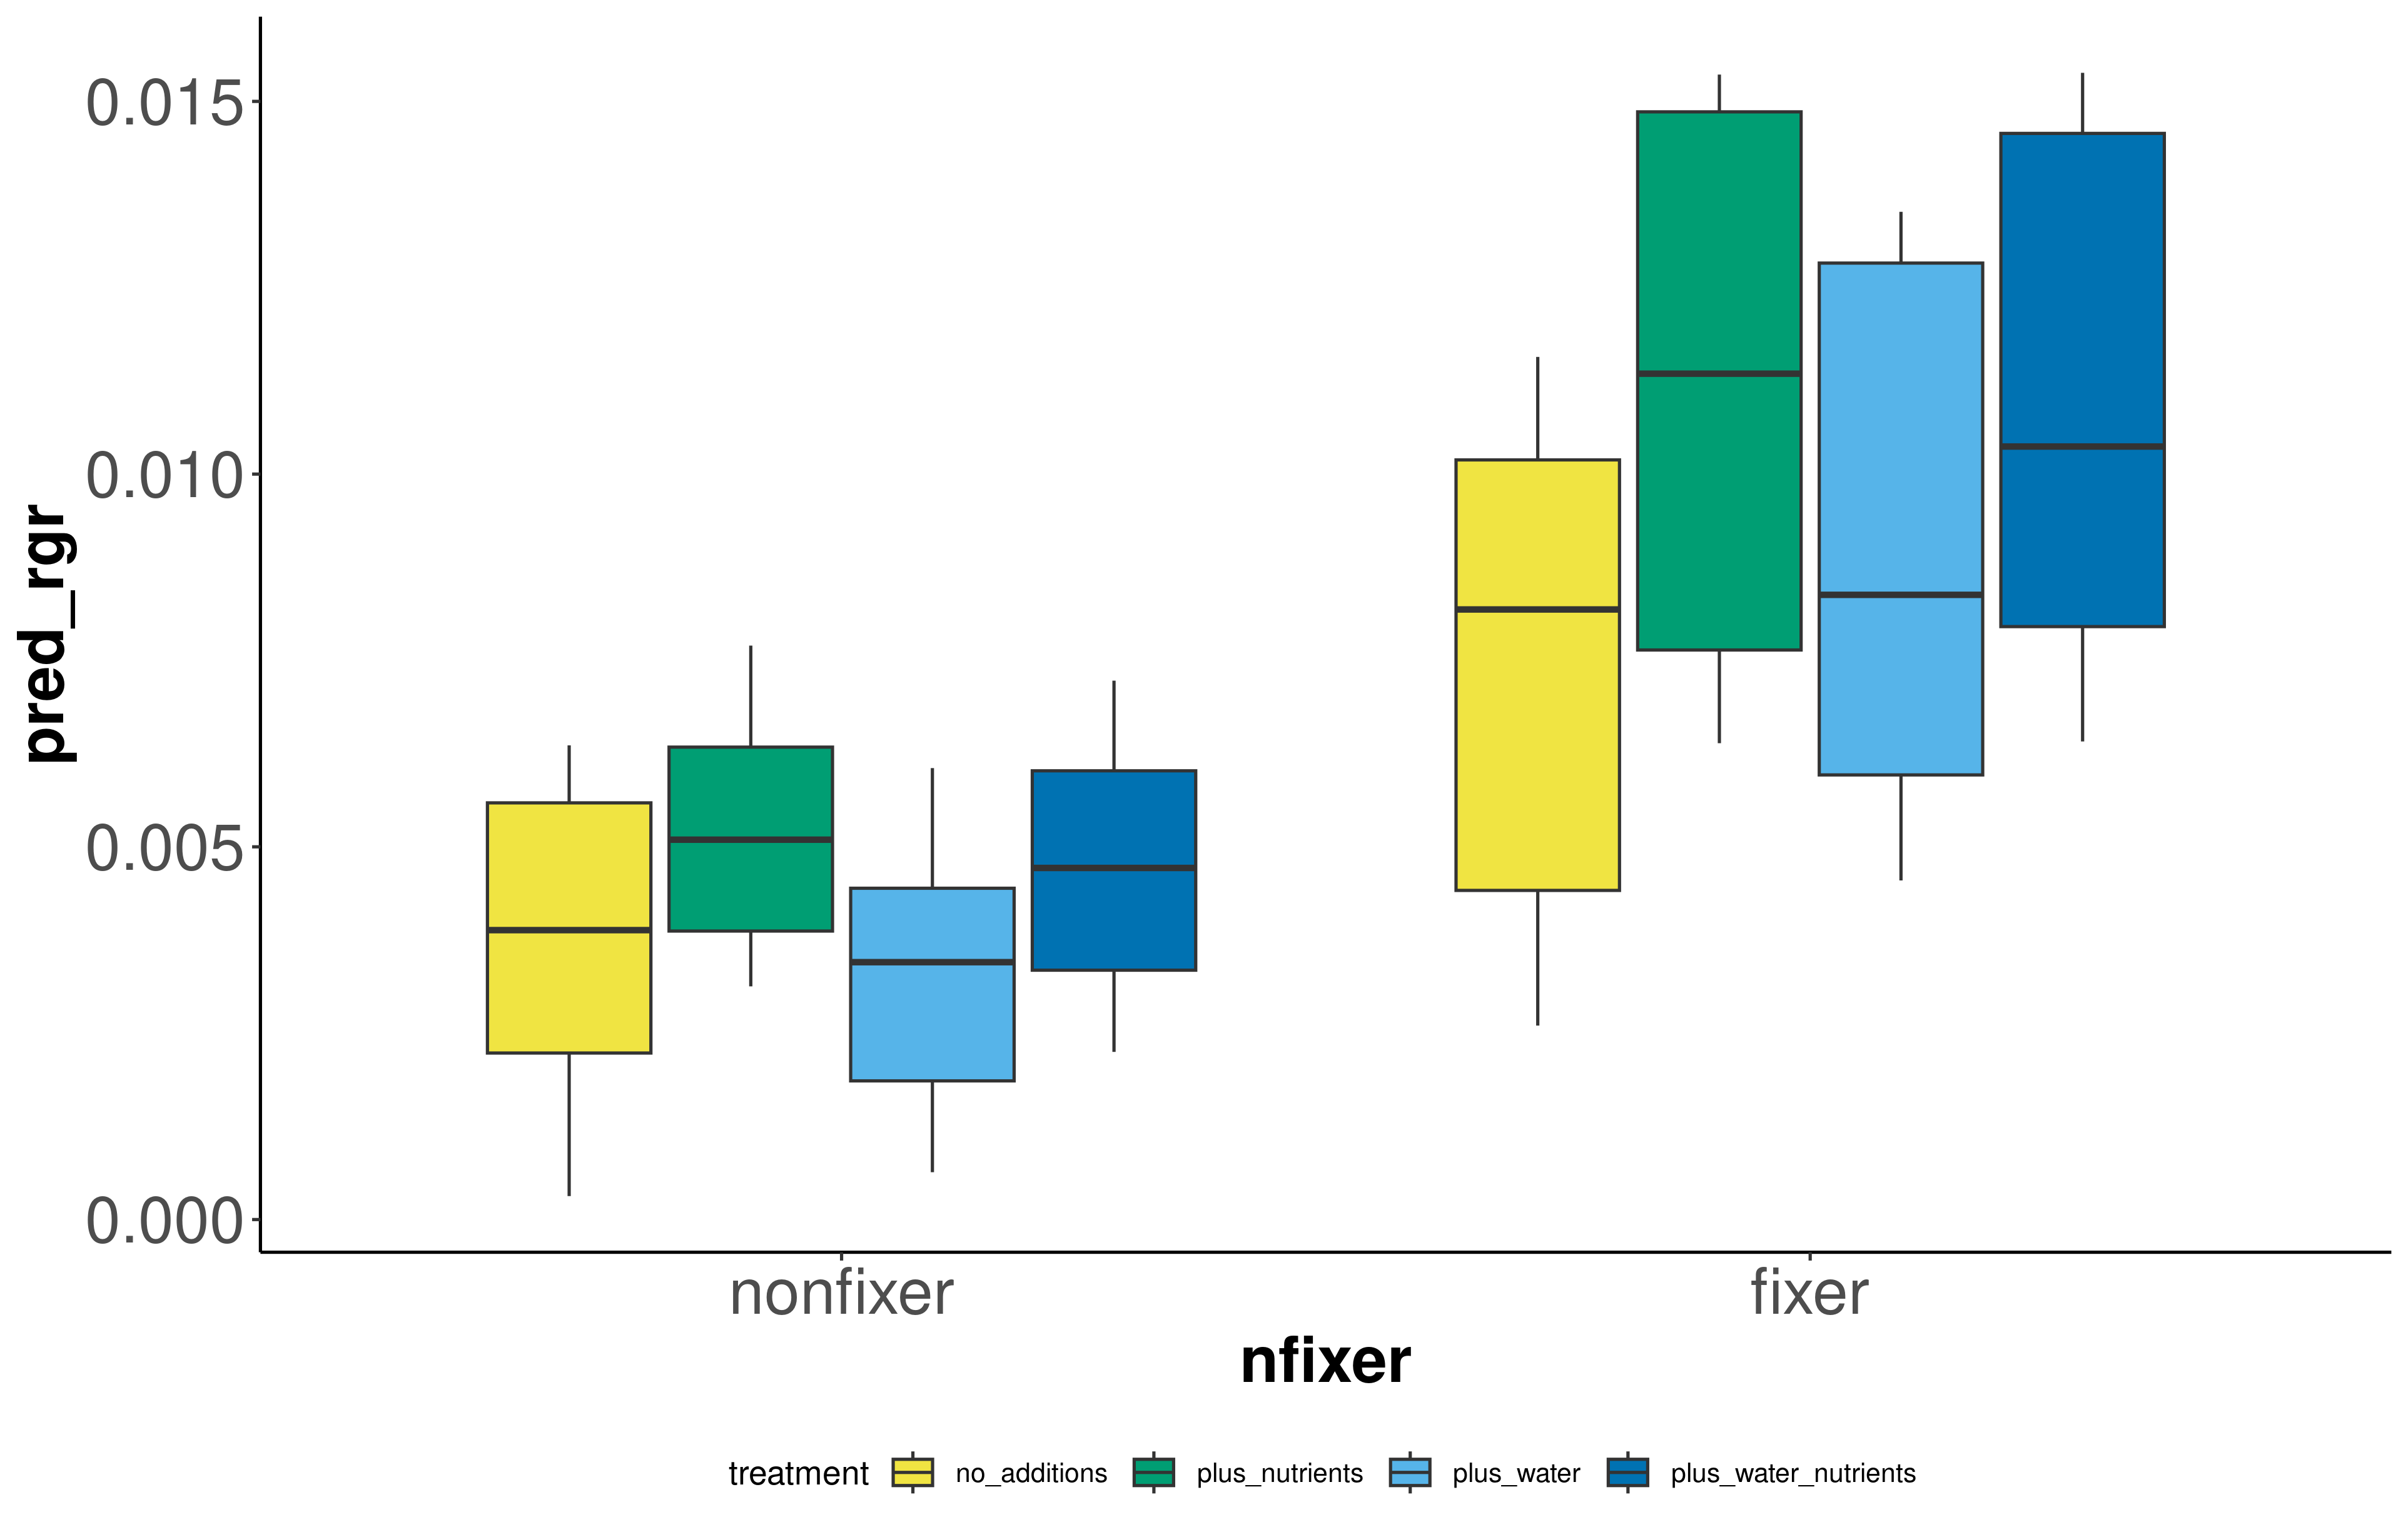 0.015
0.010
0.005
0.000
pred_rgr
nonfixer fixer
nfixer
treatment no_additions plus_nutrients plus_water plus_water_nutrients